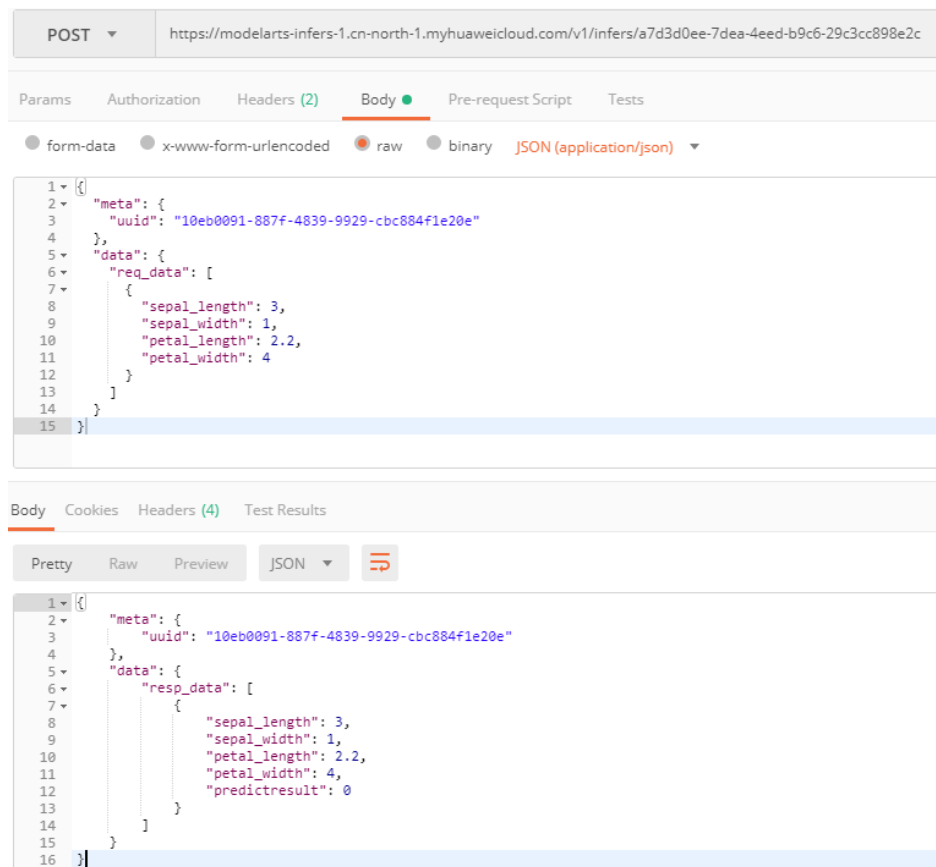 POST https://modelarts-infers-1.cn-north-1.myhuaweicloud.com/v1/infers/a7d3d0ee-7dea-4eed-b9c6-29c3cc898e2c
Params Authorization Headers (2) Body Pre-request Script Tests
form-data x-www-form-urlencoded raw binary JSON (application/json)
1 {
2 "meta": {
3 "uuid": "10eb0091-887f-4839-9929-cbc884f1e20e"
4 },
5 "data": {
6 "req_data": [
7 {
8 "sepal_length": 3,
9 "sepal_width": 1,
10 "petal_length": 2.2,
11 "petal_width": 4
12 }
13 ]
14 }
15 }
Body Cookies Headers (4) Test Results
Pretty Raw Preview JSON
1 {
2 "meta": {
3 "uuid": "10eb0091-887f-4839-9929-cbc884f1e20e"
4 },
5 "data": {
6 "resp_data": [
7 {
8 "sepal_length": 3,
9 "sepal_width": 1,
10 "petal_length": 2.2,
11 "petal_width": 4,
12 "predictresult": 0
13 }
14 ]
15 }
16 }